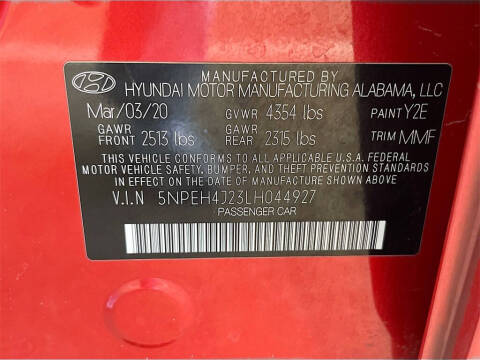 MANUFACTURED BY
HYUNDAI MOTOR MANUFACTURING ALABAMA, LLC
Mar/03/20 GVWR 4354 lbs PAINT Y2E
GAWR FRONT 2513 lbs GAWR REAR 2315 lbs TRIM MMF
THIS VEHICLE CONFORMS TO ALL APPLICABLE U.S.A. FEDERAL
MOTOR VEHICLE SAFETY, BUMPER, AND THEFT PREVENTION STANDARDS
IN EFFECT ON THE DATE OF MANUFACTURE SHOWN ABOVE.
V.I.N 5NPEH4J23LH044927
PASSENGER CAR